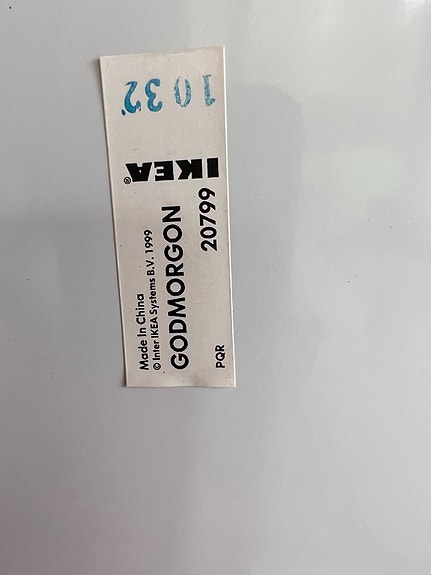 Made In China
© Inter IKEA Systems B.V. 1999
GODMORGON
20799
PQR
IKEA®
1032